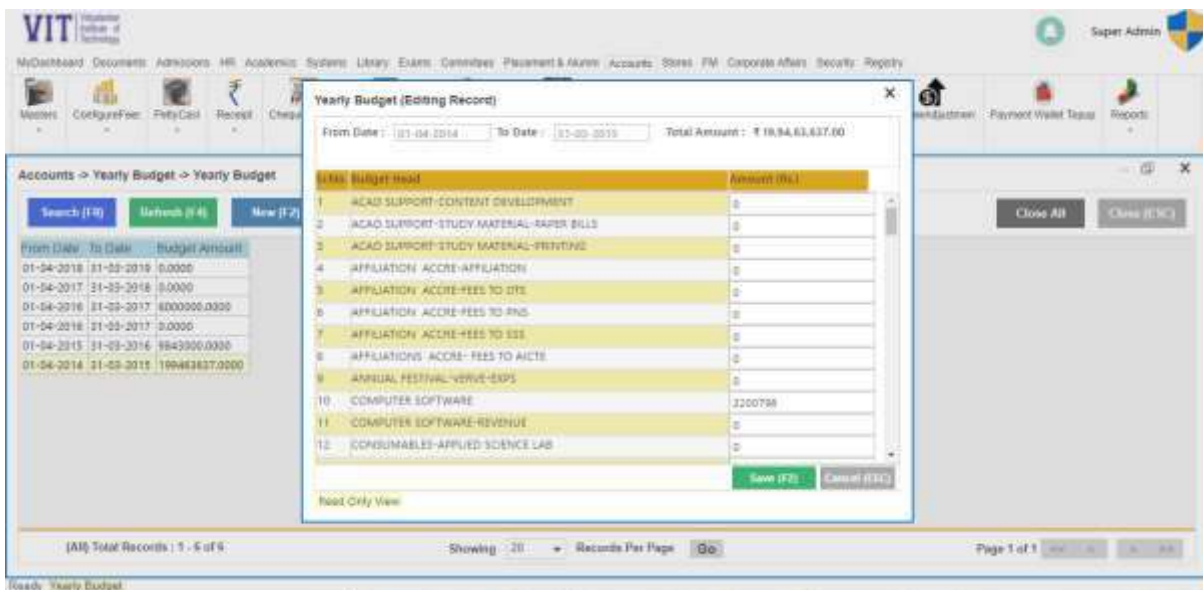 VIT Vidyalankar Institute of Technology
Super Admin
MyDashboard Documents Admissions HR Academics Systems Library Exams Committees Placement & Alumni Accounts Stores FM Corporate Affairs Security Registry
Masters ConfigureFees PettyCash Receipt Payment Wallet Topup Reports
Yearly Budget (Editing Record)
From Date : 01-04-2014 To Date : 31-03-2015 Total Amount : ₹ 19,94,63,637.00
Accounts -> Yearly Budget -> Yearly Budget
Search (F8) Refresh (F4) New (F2) Close All Close (ESC)
From Date To Date Budget Amount
01-04-2018 31-03-2019 0.0000
01-04-2017 31-03-2018 0.0000
01-04-2016 31-03-2017 6000000.0000
01-04-2016 31-03-2017 0.0000
01-04-2015 31-03-2016 9843000.0000
01-04-2014 31-03-2015 199463637.0000
Sr.No. Budget Head Amount (Rs.)
1 ACAD SUPPORT-CONTENT DEVELOPMENT 0
2 ACAD SUPPORT-STUDY MATERIAL-PAPER BILLS 0
3 ACAD SUPPORT-STUDY MATERIAL-PRINTING 0
4 AFFILIATION ACCRE-AFFILIATION 0
5 AFFILIATION ACCRE-FEES TO DTE 0
6 AFFILIATION ACCRE-FEES TO PNS 0
7 AFFILIATION ACCRE-FEES TO SSS 0
8 AFFILIATIONS ACCRE- FEES TO AICTE 0
9 ANNUAL FESTIVAL-VERVE-EXPS 0
10 COMPUTER SOFTWARE 2200798
11 COMPUTER SOFTWARE-REVENUE 0
12 CONSUMABLES-APPLIED SCIENCE LAB 0
Save (F2) Cancel (ESC)
Read Only View
(All) Total Records : 1 - 6 of 6 Showing 20 Records Per Page Go Page 1 of 1 << < > >>
Ready Yearly Budget